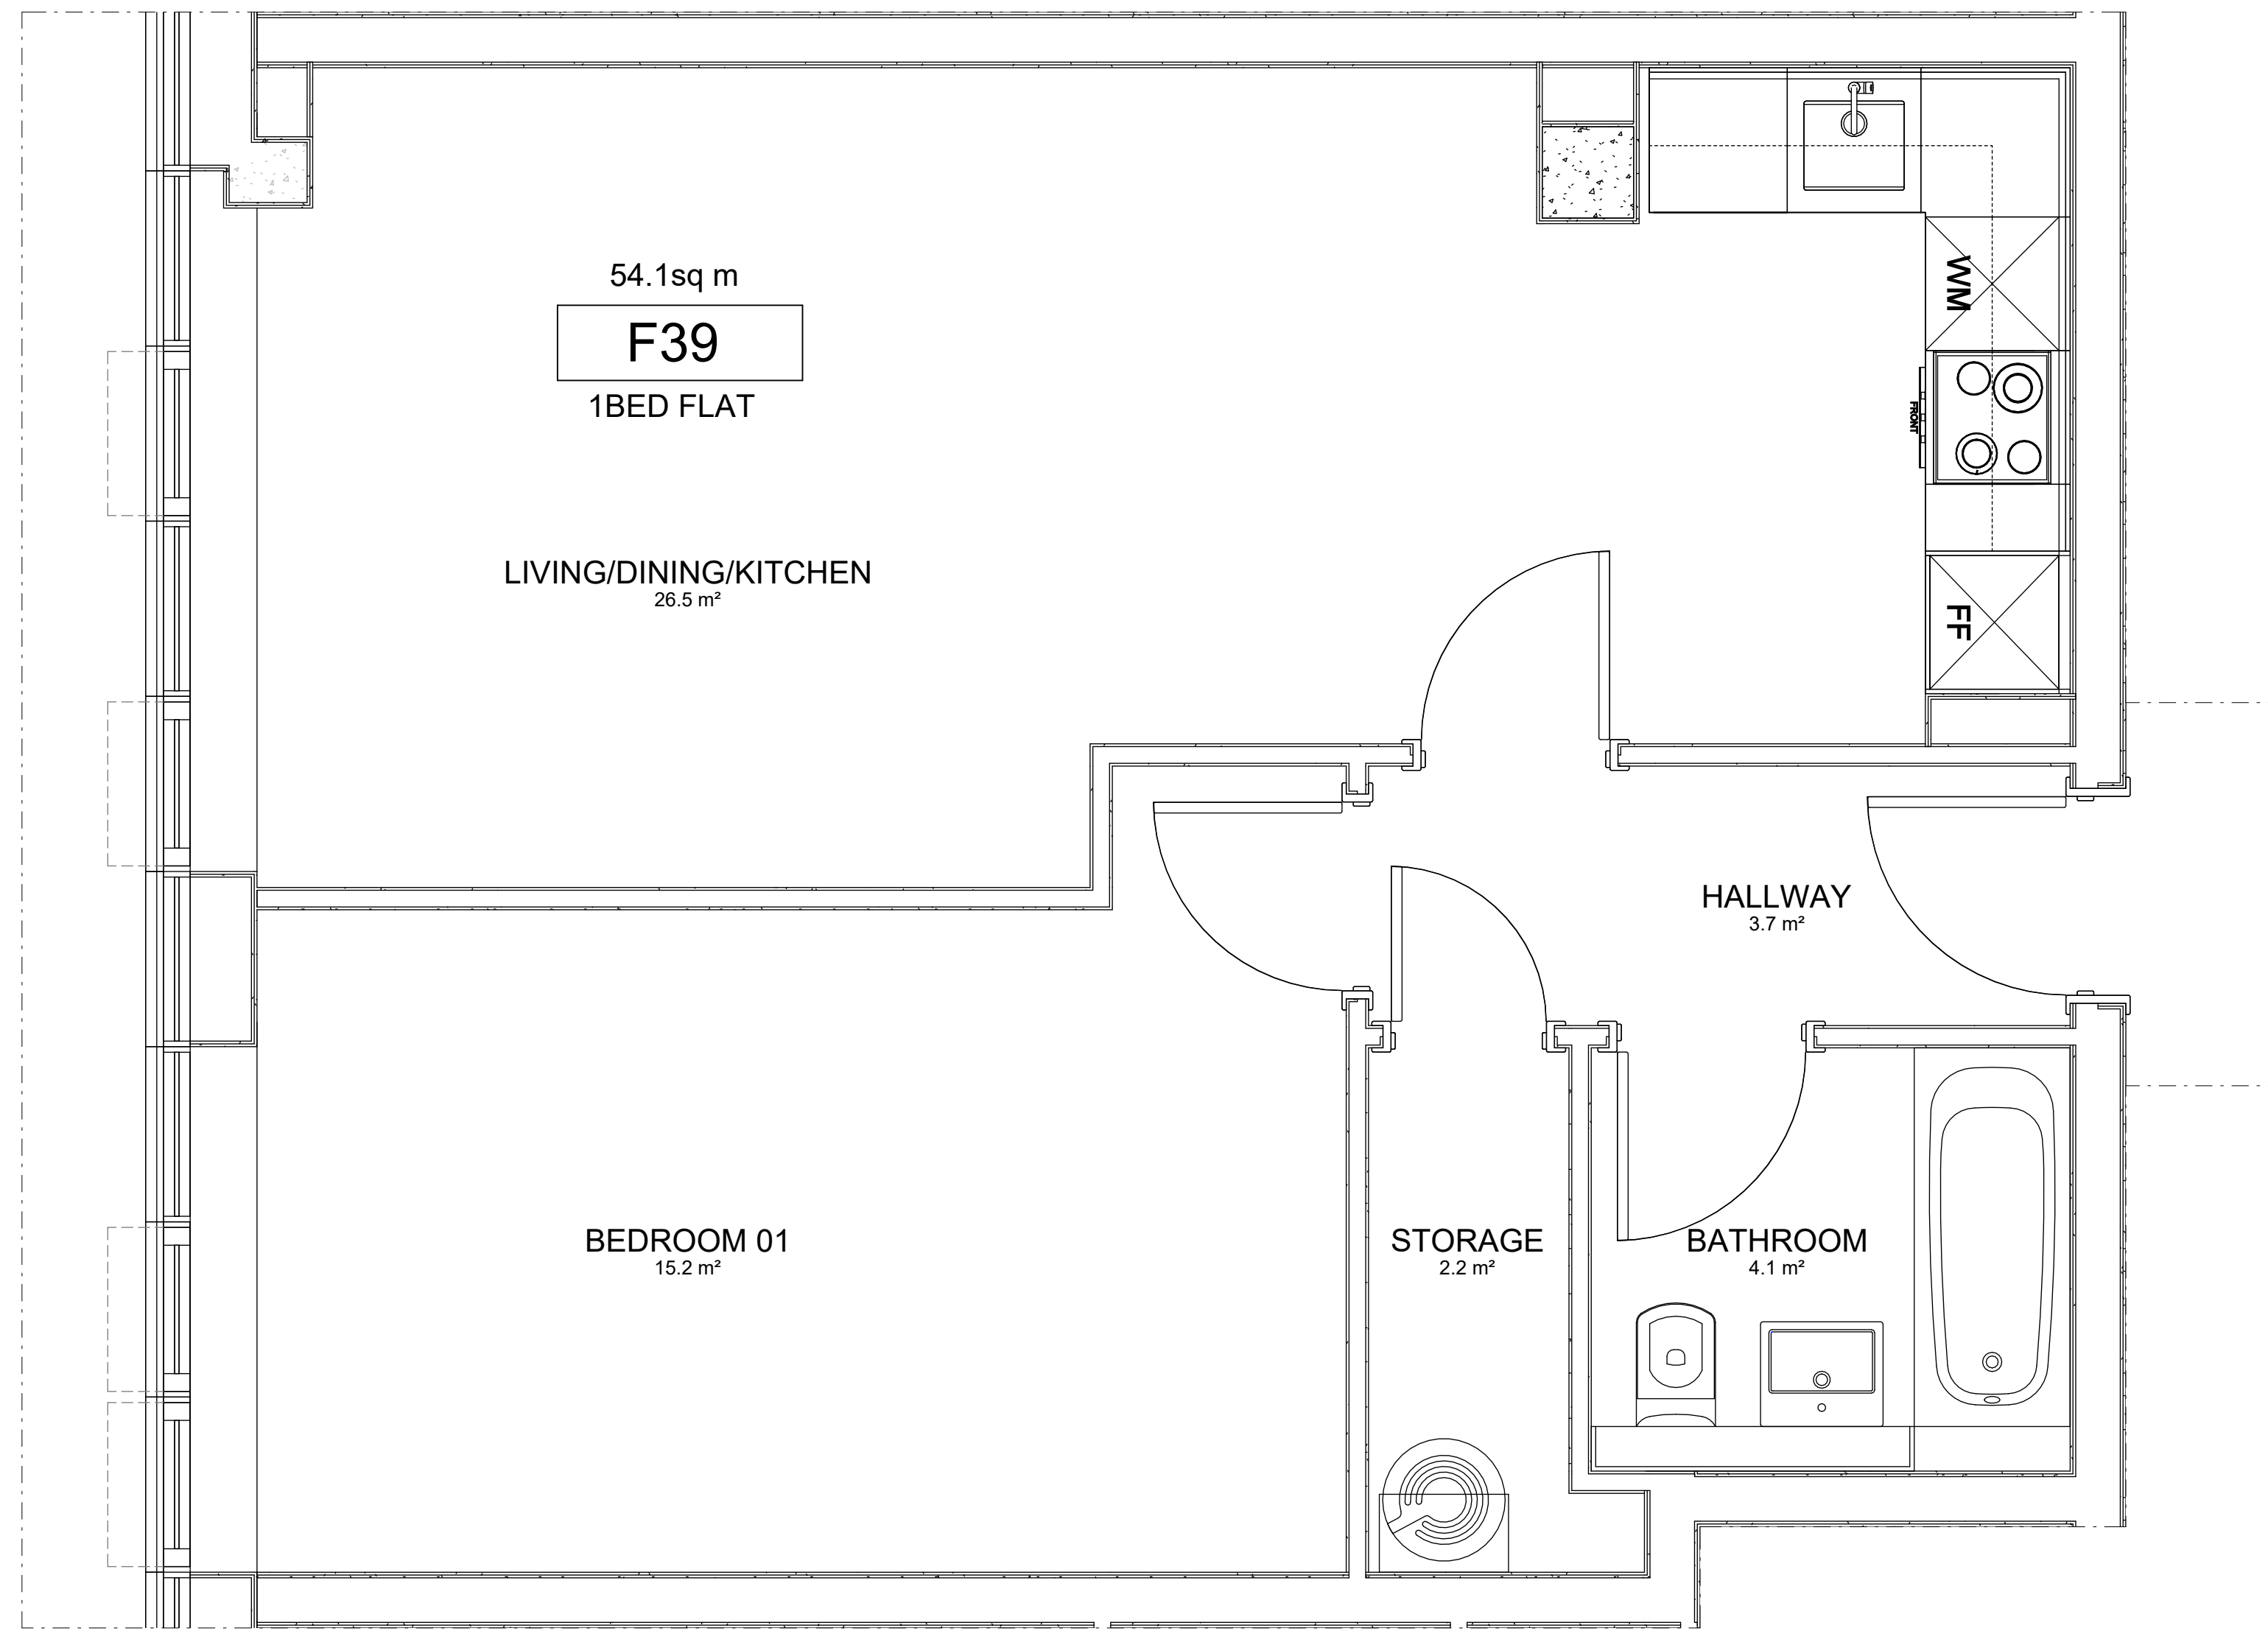 54.1sq m
F39
1BED FLAT
WM
FRONT
LIVING/DINING/KITCHEN
26.5 m²
FF
HALLWAY
3.7 m²
BEDROOM 01
15.2 m²
STORAGE
2.2 m²
BATHROOM
4.1 m²